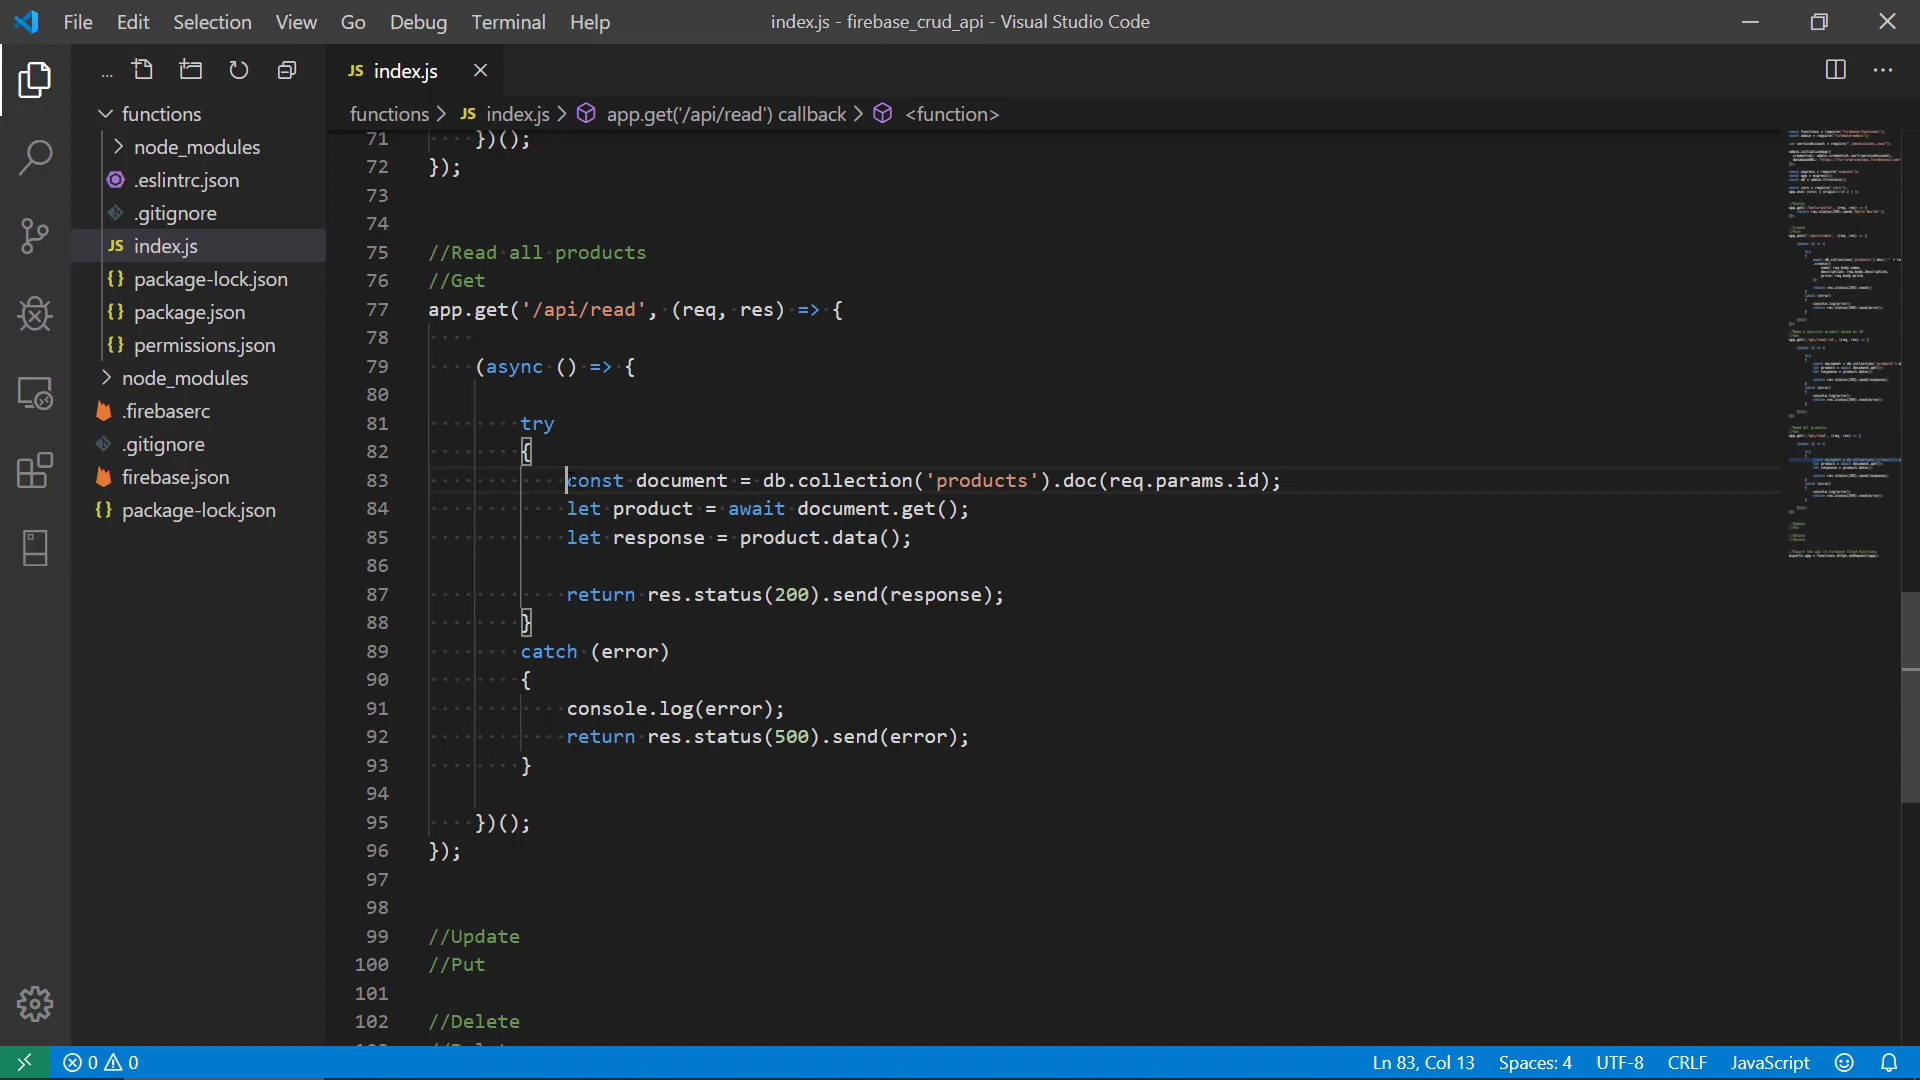 File Edit Selection View Go Debug Terminal Help
index.js - firebase_crud_api - Visual Studio Code
...
JS index.js
functions
node_modules
.eslintrc.json
.gitignore
JS index.js
{} package-lock.json
{} package.json
{} permissions.json
node_modules
.firebaserc
.gitignore
firebase.json
{} package-lock.json
functions > JS index.js > app.get('/api/read') callback > <function>
71 })();
72 });
73
74
75 //Read all products
76 //Get
77 app.get('/api/read', (req, res) => {
78
79 (async () => {
80
81 try
82 {
83 const document = db.collection('products').doc(req.params.id);
84 let product = await document.get();
85 let response = product.data();
86
87 return res.status(200).send(response);
88 }
89 catch (error)
90 {
91 console.log(error);
92 return res.status(500).send(error);
93 }
94
95 })();
96 });
97
98
99 //Update
100 //Put
101
102 //Delete
0 0
Ln 83, Col 13 Spaces: 4 UTF-8 CRLF JavaScript